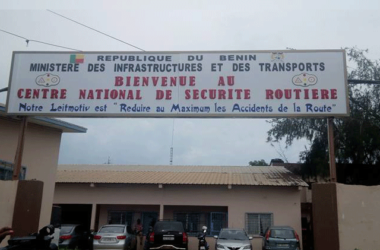 REPUBLIQUE DU BENIN
MINISTERE DES INFRASTRUCTURES ET DES TRANSPORTS
BIENVENUE AU
CENTRE NATIONAL DE SECURITE ROUTIERE
Notre Leitmotiv est "Reduire au Maximum les Accidents de la Route"